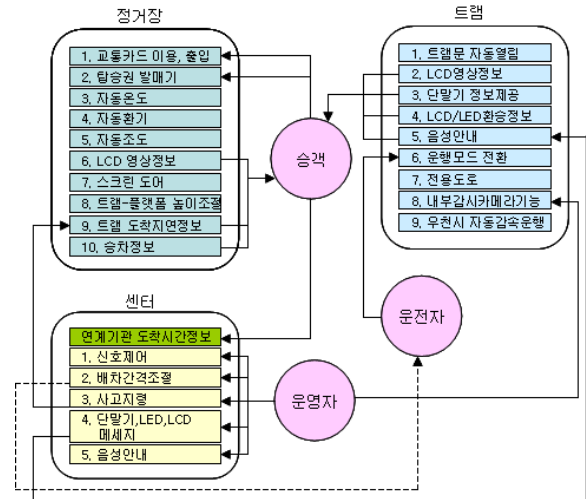 정거장
1. 교통카드 이용, 출입
2. 탑승권 발매기
3. 자동온도
4. 자동환기
5. 자동조도
6. LCD 영상정보
7. 스크린 도어
8. 트램-플랫폼 높이조절
9. 트램 도착지연정보
10. 승차정보
트램
1. 트램문 자동열림
2. LCD영상정보
3. 단말기 정보제공
4. LCD/LED환승정보
5. 음성안내
6. 운행모드 전환
7. 전용도로
8. 내부감시카메라기능
9. 우천시 자동감속운행
승객
운전자
운영자
센터
연계기관 도착시간정보
1. 신호제어
2. 배차간격조절
3. 사고지령
4. 단말기,LED,LCD
메세지
5. 음성안내